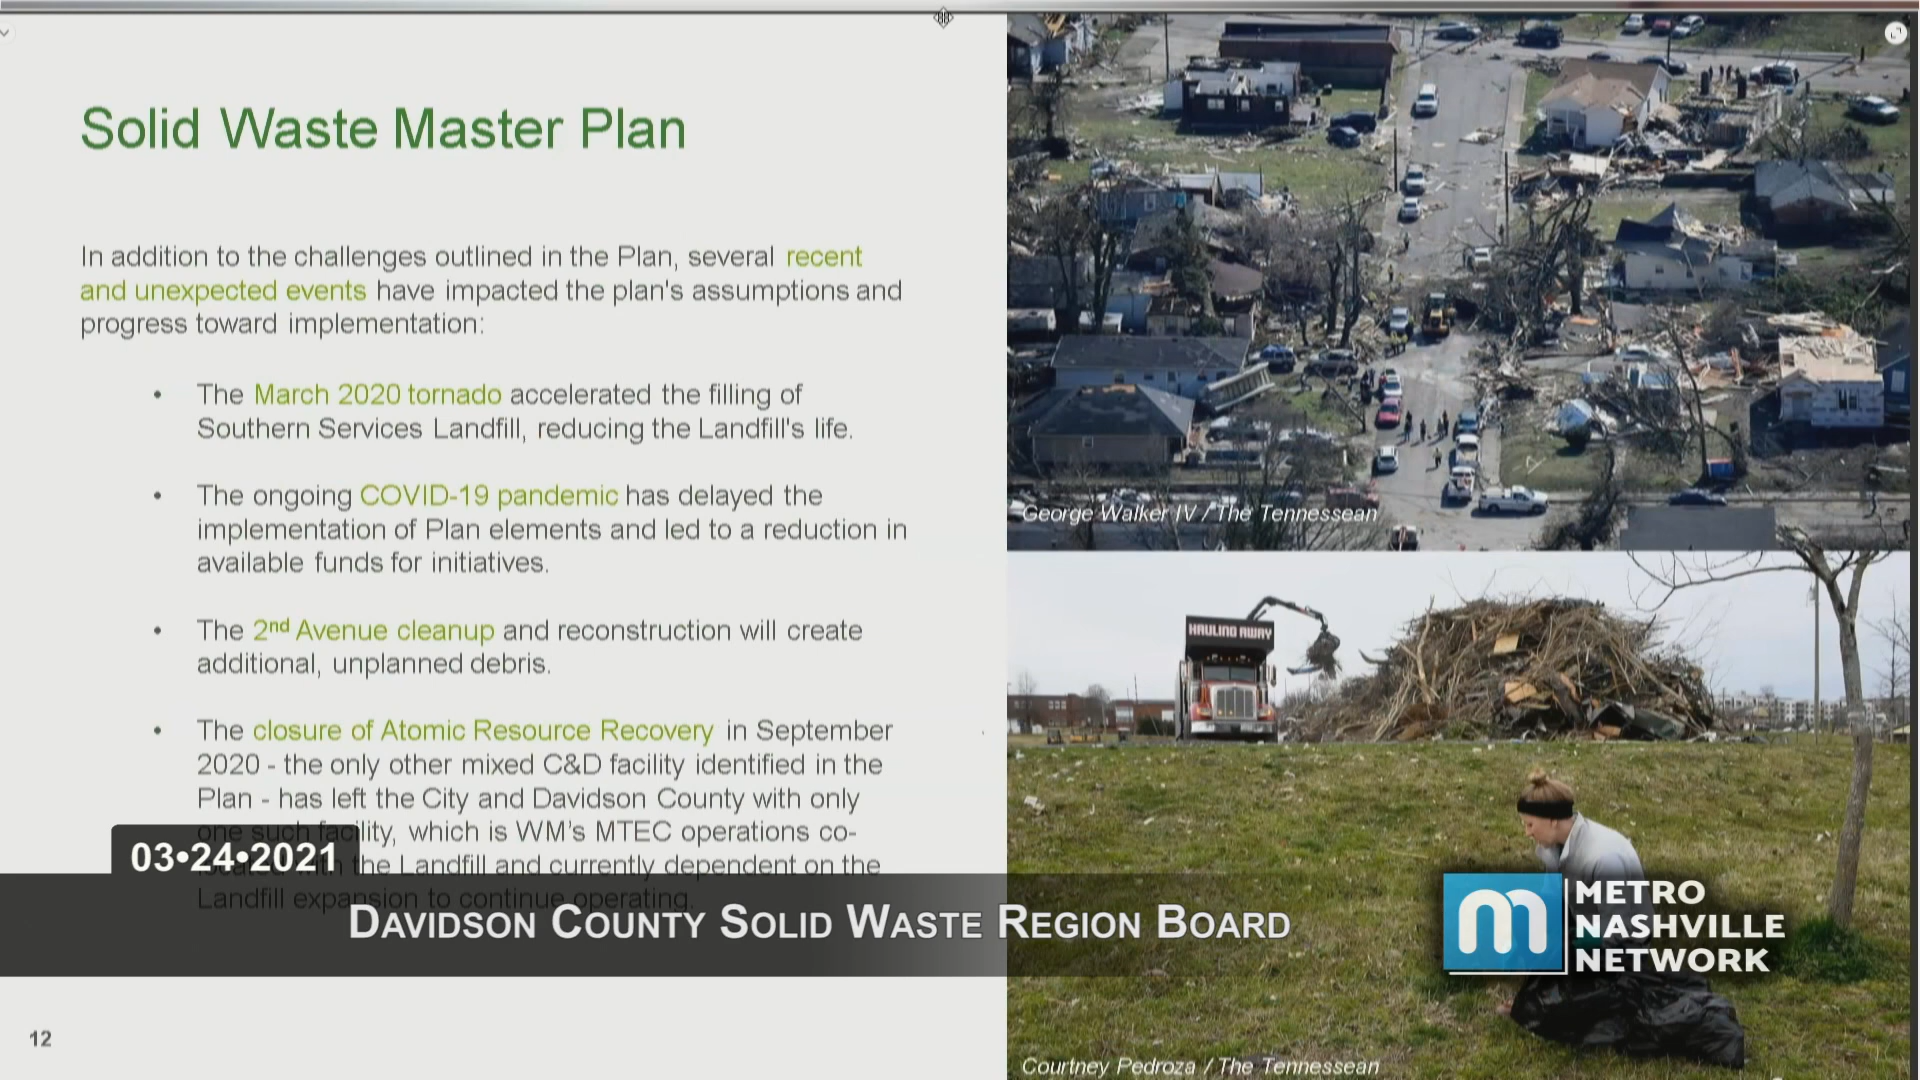 Solid Waste Master Plan
In addition to the challenges outlined in the Plan, several recent
and unexpected events have impacted the plan's assumptions and
progress toward implementation:
• The March 2020 tornado accelerated the filling of
Southern Services Landfill, reducing the Landfill's life.
• The ongoing COVID-19 pandemic has delayed the
implementation of Plan elements and led to a reduction in
available funds for initiatives.
• The 2nd Avenue cleanup and reconstruction will create
additional, unplanned debris.
• The closure of Atomic Resource Recovery in September
2020 - the only other mixed C&D facility identified in the
Plan - has left the City and Davidson County with only
one such facility, which is WM's MTEC operations co-
located with the Landfill and currently dependent on the
Landfill expansion to continue operating.
12
George Walker IV / The Tennessean
HAULING AWAY
Courtney Pedroza / The Tennessean
03•24•2021
DAVIDSON COUNTY SOLID WASTE REGION BOARD
m
METRO
NASHVILLE
NETWORK